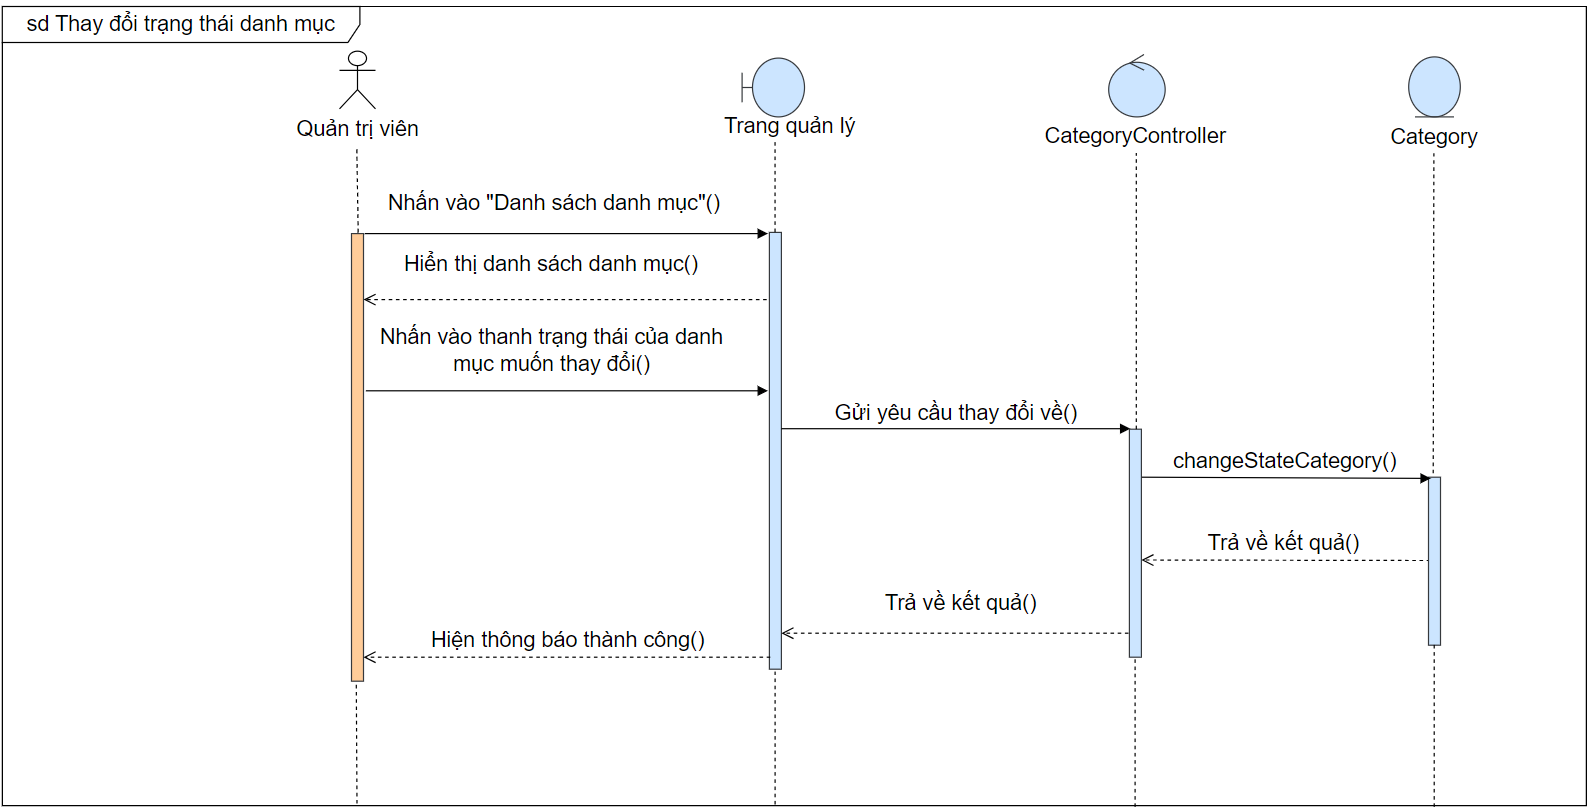 sd Thay đổi trạng thái danh mục
Quản trị viên
Trang quản lý
CategoryController
Category
Nhấn vào "Danh sách danh mục"()
Hiển thị danh sách danh mục()
Nhấn vào thanh trạng thái của danh
mục muốn thay đổi()
Gửi yêu cầu thay đổi về()
changeStateCategory()
Trả về kết quả()
Trả về kết quả()
Hiện thông báo thành công()